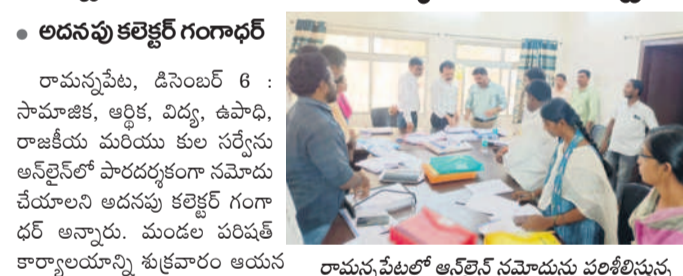 ● అదనపు కలెక్టర్ గంగాధర్
రామన్నపేట, డిసెంబర్ 6 :
సామాజిక, ఆర్థిక, విద్య, ఉపాధి,
రాజకీయ మరియు కుల సర్వేను
అన్‌లైన్‌లో పారదర్శకంగా నమోదు
చేయాలని అదనపు కలెక్టర్ గంగా
ధర్ అన్నారు. మండల పరిషత్
కార్యాలయాన్ని శుక్రవారం ఆయన
రామన్నపేటలో ఆన్‌లైన్ నమోదును పరిశీలిస్తున్న